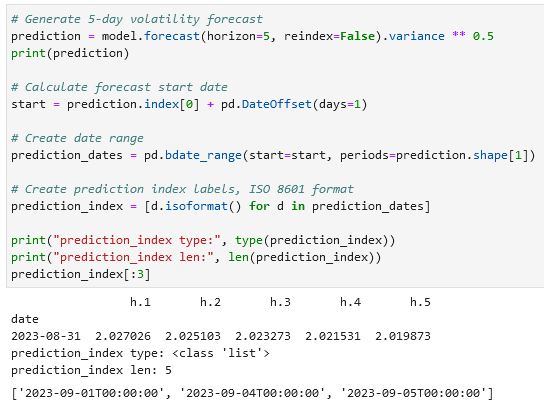 # Generate 5-day volatility forecast
prediction = model.forecast(horizon=5, reindex=False).variance ** 0.5
print(prediction)
# Calculate forecast start date
start = prediction.index[0] + pd.DateOffset(days=1)
# Create date range
prediction_dates = pd.bdate_range(start=start, periods=prediction.shape[1])
# Create prediction index labels, ISO 8601 format
prediction_index = [d.isoformat() for d in prediction_dates]
print("prediction_index type:", type(prediction_index))
print("prediction_index len:", len(prediction_index))
prediction_index[:3]
h.1 h.2 h.3 h.4 h.5
date
2023-08-31 2.027026 2.025103 2.023273 2.021531 2.019873
prediction_index type: <class 'list'>
prediction_index len: 5
['2023-09-01T00:00:00', '2023-09-04T00:00:00', '2023-09-05T00:00:00']